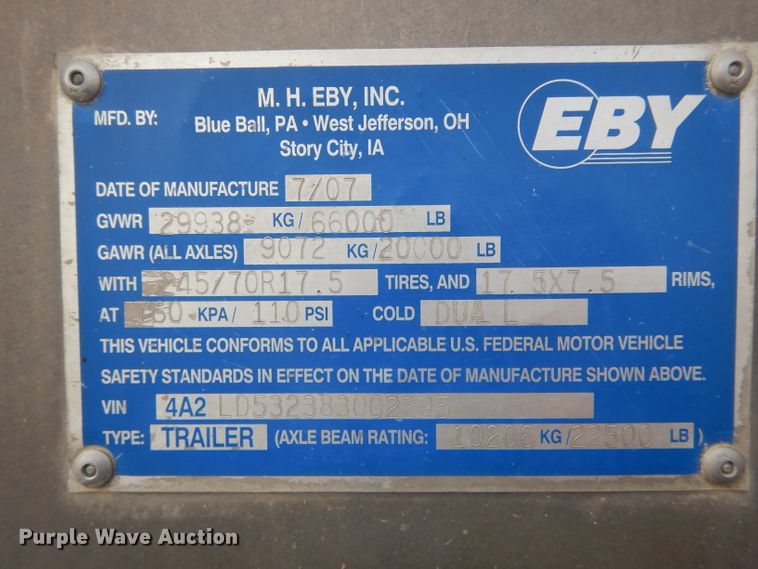 M. H. EBY, INC.
MFD. BY: Blue Ball, PA • West Jefferson, OH
Story City, IA
EBY
DATE OF MANUFACTURE 7/07
GVWR 29938 KG/66000 LB
GAWR (ALL AXLES) 9072 KG/20000 LB
WITH 245/70R17.5 TIRES, AND 17.5X7.5 RIMS,
AT 760 KPA/ 110 PSI COLD DUAL
THIS VEHICLE CONFORMS TO ALL APPLICABLE U.S. FEDERAL MOTOR VEHICLE
SAFETY STANDARDS IN EFFECT ON THE DATE OF MANUFACTURE SHOWN ABOVE.
VIN 4A2 LD532383002395
TYPE: TRAILER (AXLE BEAM RATING: 10206 KG/22500 LB),
Purple Wave Auction